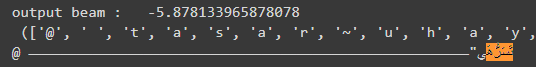 output beam :    -5.878133965878078
(['@', ' ', 't', 'a', 's', 'a', 'r', '~', 'u', 'h', 'a', 'y',
@ ————————————————————————"تَسَرُّهَي